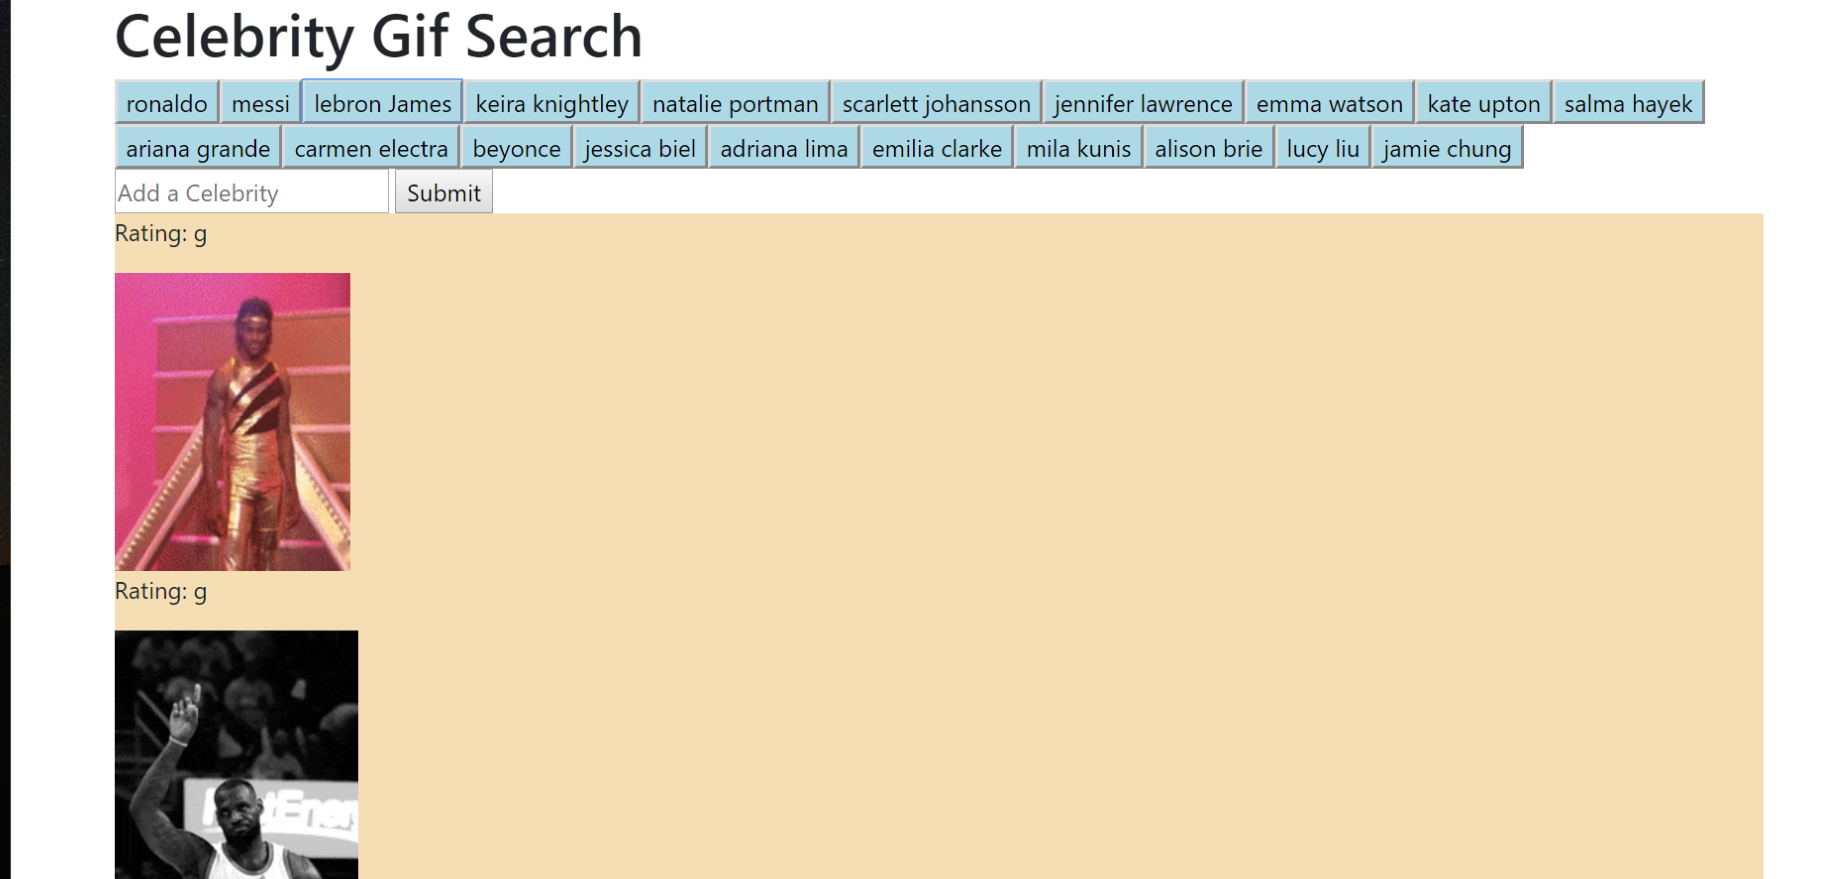 Celebrity Gif Search
ronaldo messi lebron James keira knightley natalie portman scarlett johansson jennifer lawrence emma watson kate upton salma hayek
ariana grande carmen electra beyonce jessica biel adriana lima emilia clarke mila kunis alison brie lucy liu jamie chung
Add a Celebrity Submit
Rating: g
Rating: g